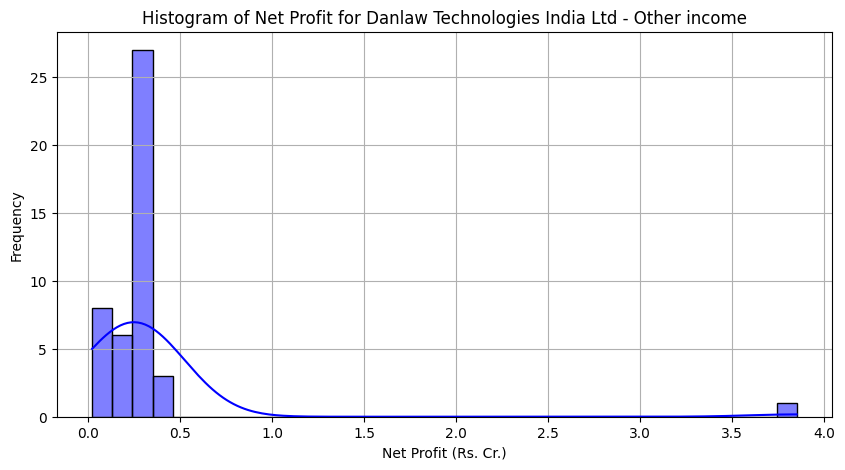 Histogram of Net Profit for Danlaw Technologies India Ltd - Other income
25
20
15
10
5
0
Frequency
0.0 0.5 1.0 1.5 2.0 2.5 3.0 3.5 4.0
Net Profit (Rs. Cr.)